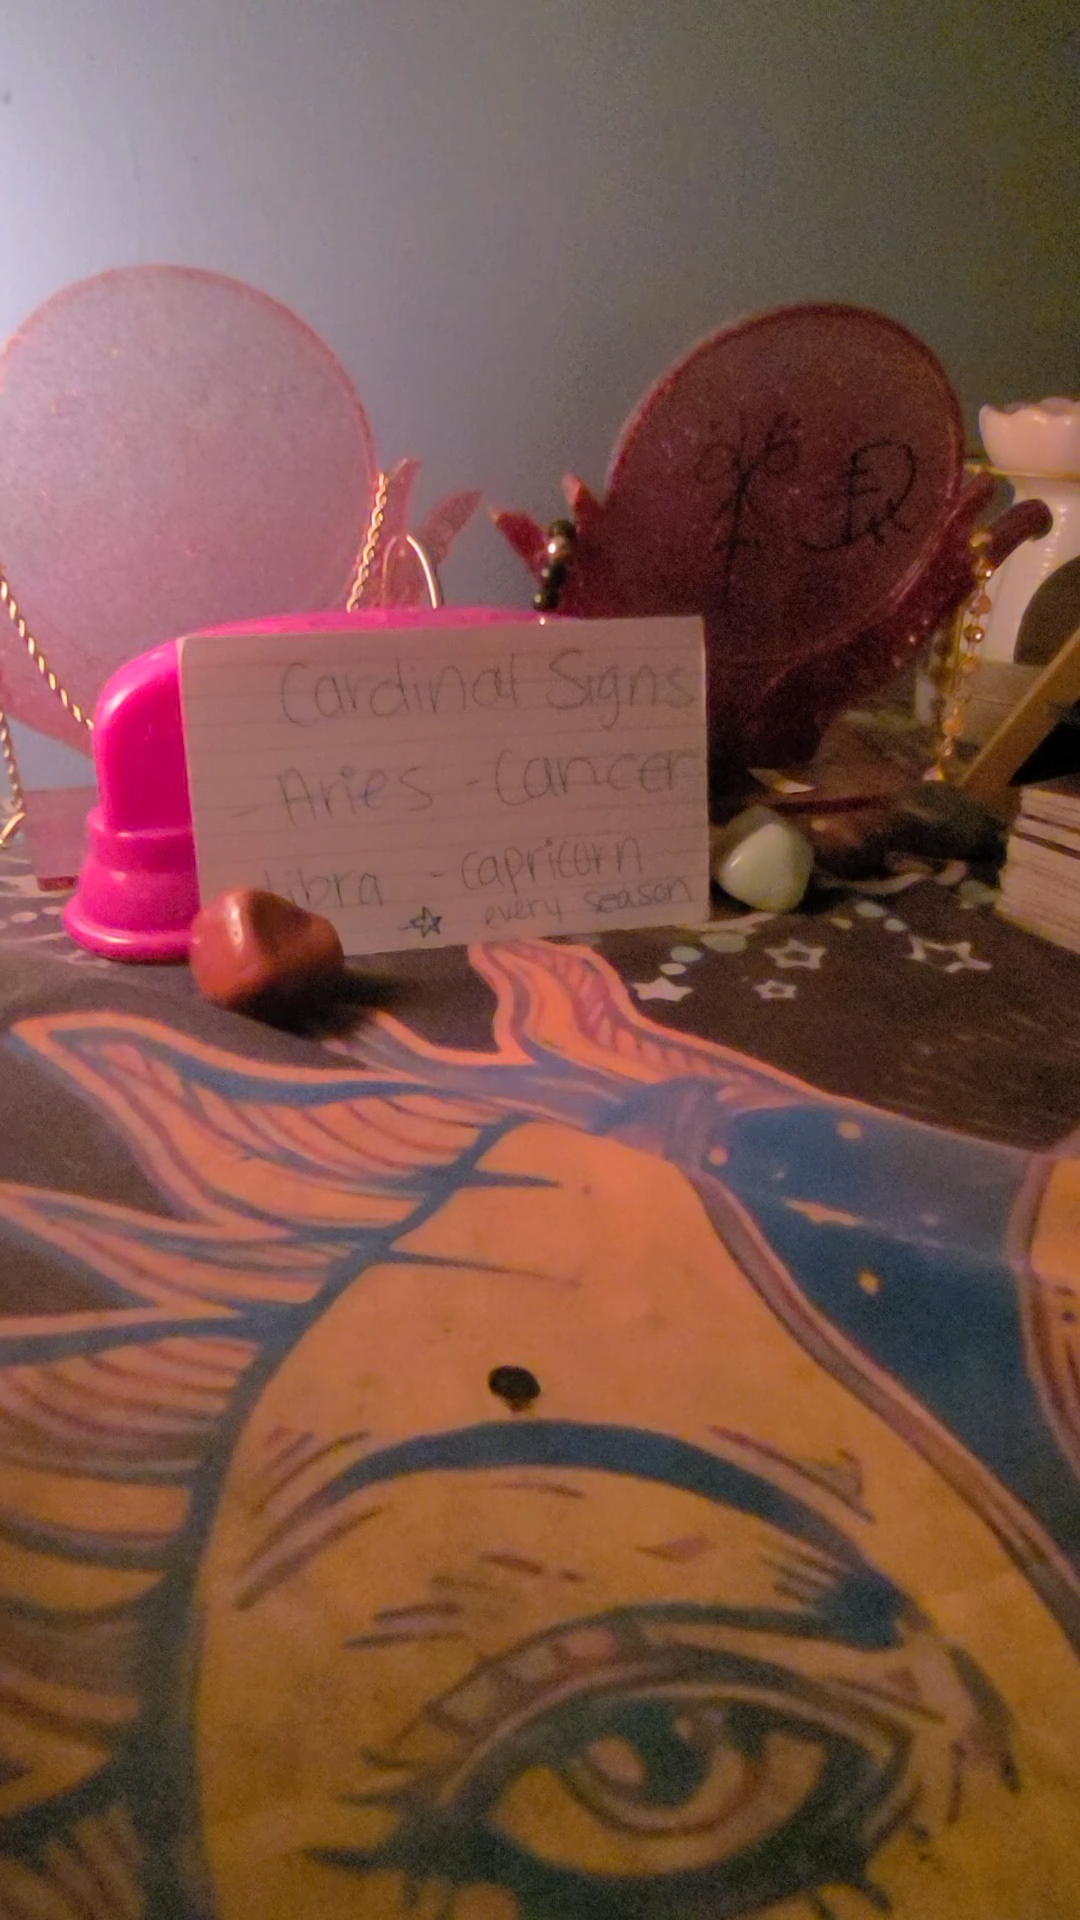 Cardinal Signs
- Aries - Cancer
Libra - Capricorn
☆ every season